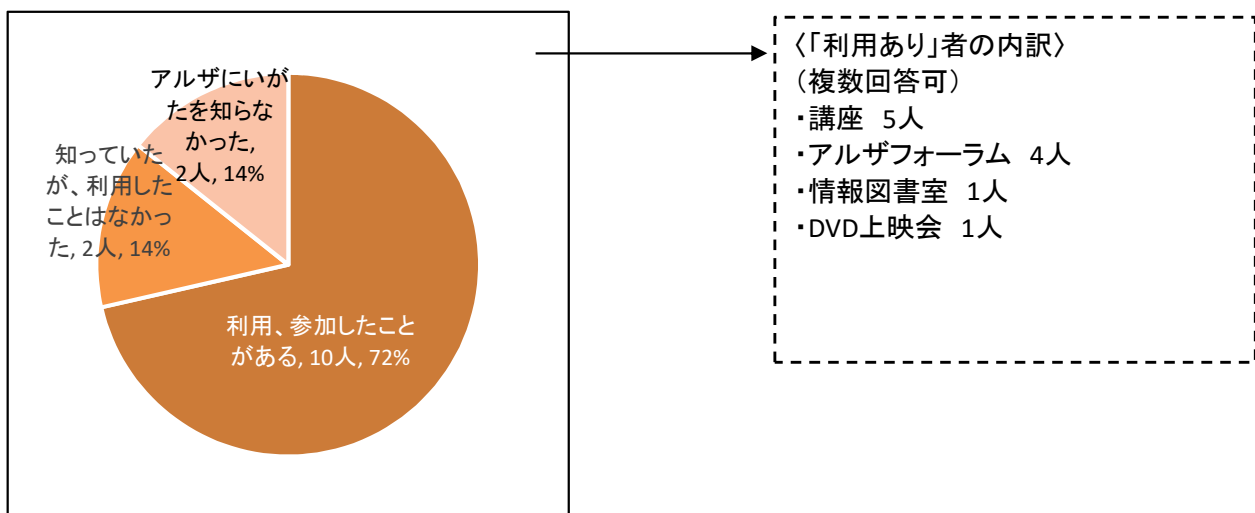 アルザにいが
たを知らな
かった,
2人, 14%
知っていた
が、利用した
ことはなかっ
た, 2人, 14%
利用、参加したこと
がある, 10人, 72%
〈「利用あり」者の内訳〉
(複数回答可)
・講座 5人
・アルザフォーラム 4人
・情報図書室 1人
・DVD上映会 1人